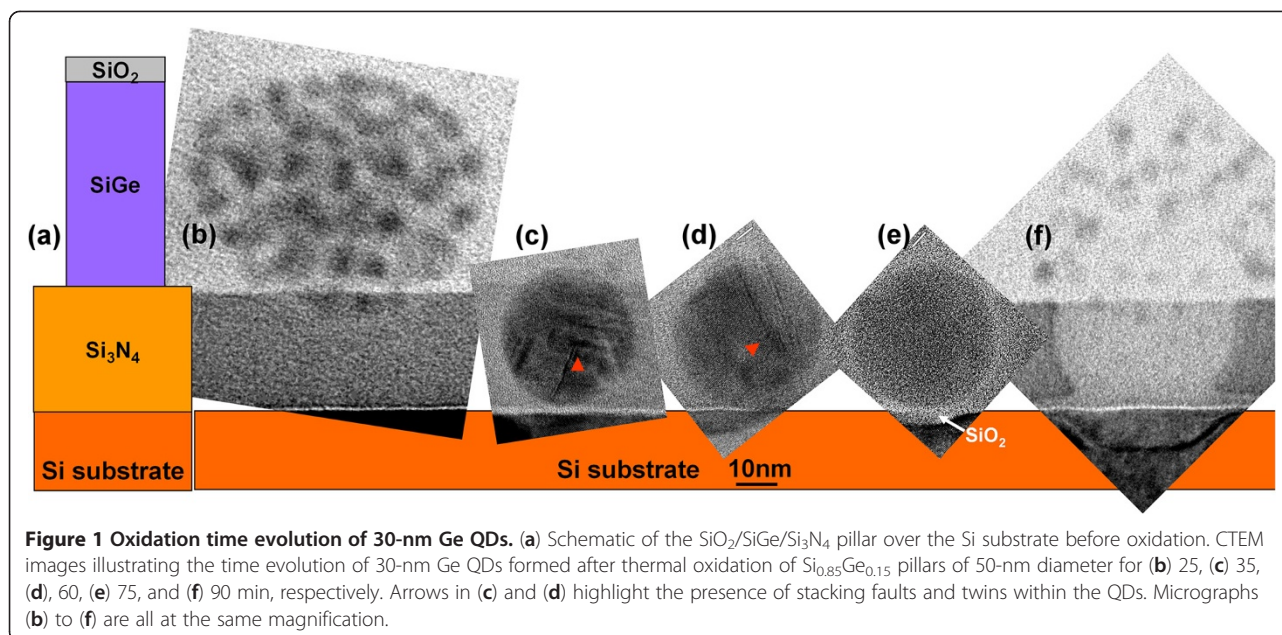 SiO₂
SiGe
(a)
(b)
(c)
(d)
(e)
(f)
Si₃N₄
SiO₂
Si substrate
Si substrate
10nm
Figure 1 Oxidation time evolution of 30-nm Ge QDs. (a) Schematic of the SiO₂/SiGe/Si₃N₄ pillar over the Si substrate before oxidation. CTEM
images illustrating the time evolution of 30-nm Ge QDs formed after thermal oxidation of Si₀.₈₅Ge₀.₁₅ pillars of 50-nm diameter for (b) 25, (c) 35,
(d), 60, (e) 75, and (f) 90 min, respectively. Arrows in (c) and (d) highlight the presence of stacking faults and twins within the QDs. Micrographs
(b) to (f) are all at the same magnification.